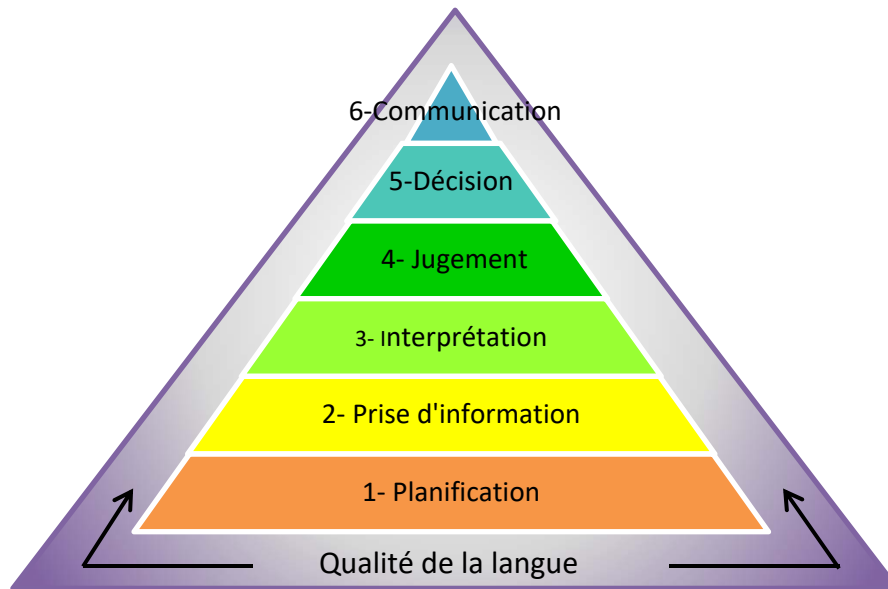 6-Communication
5-Décision
4- Jugement
3- Interprétation
2- Prise d'information
1- Planification
Qualité de la langue